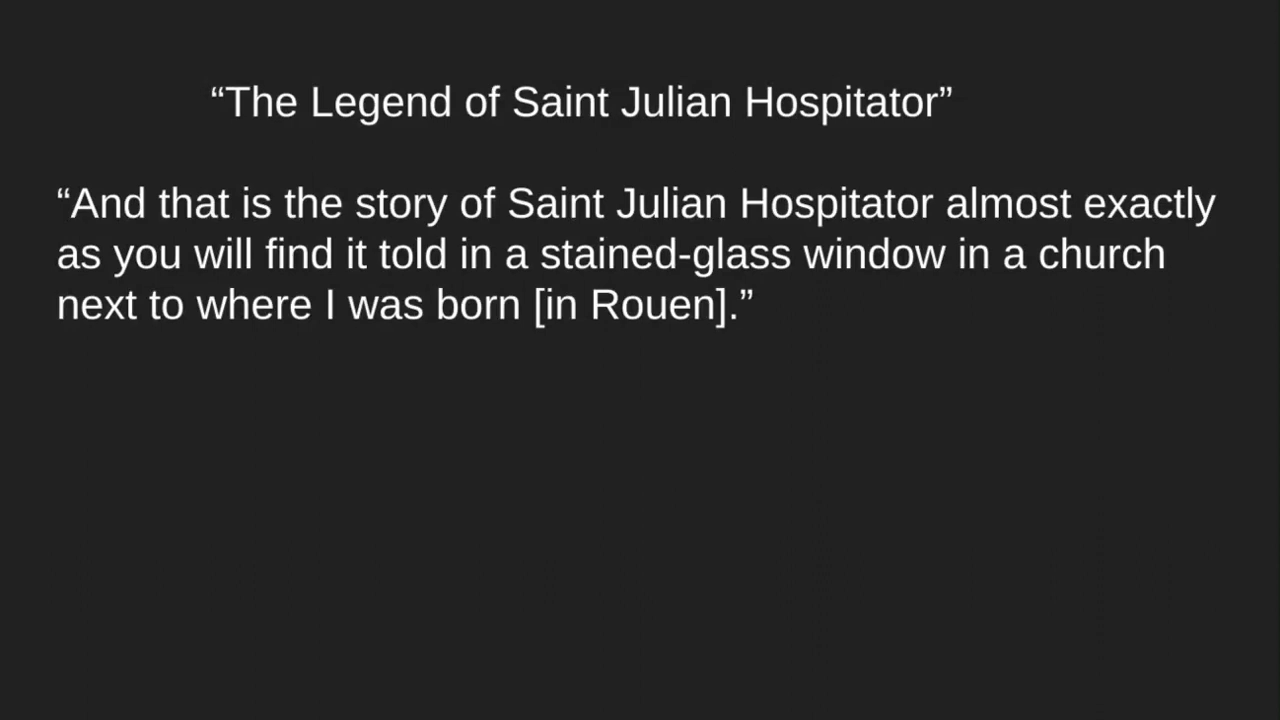 “The Legend of Saint Julian Hospitator”
“And that is the story of Saint Julian Hospitator almost exactly
as you will find it told in a stained-glass window in a church
next to where I was born [in Rouen].”